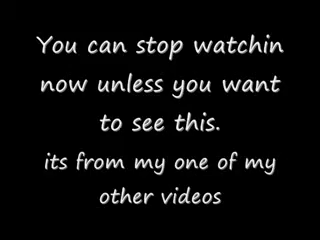 You can stop watchin
now unless you want
to see this.
its from my one of my
other videos